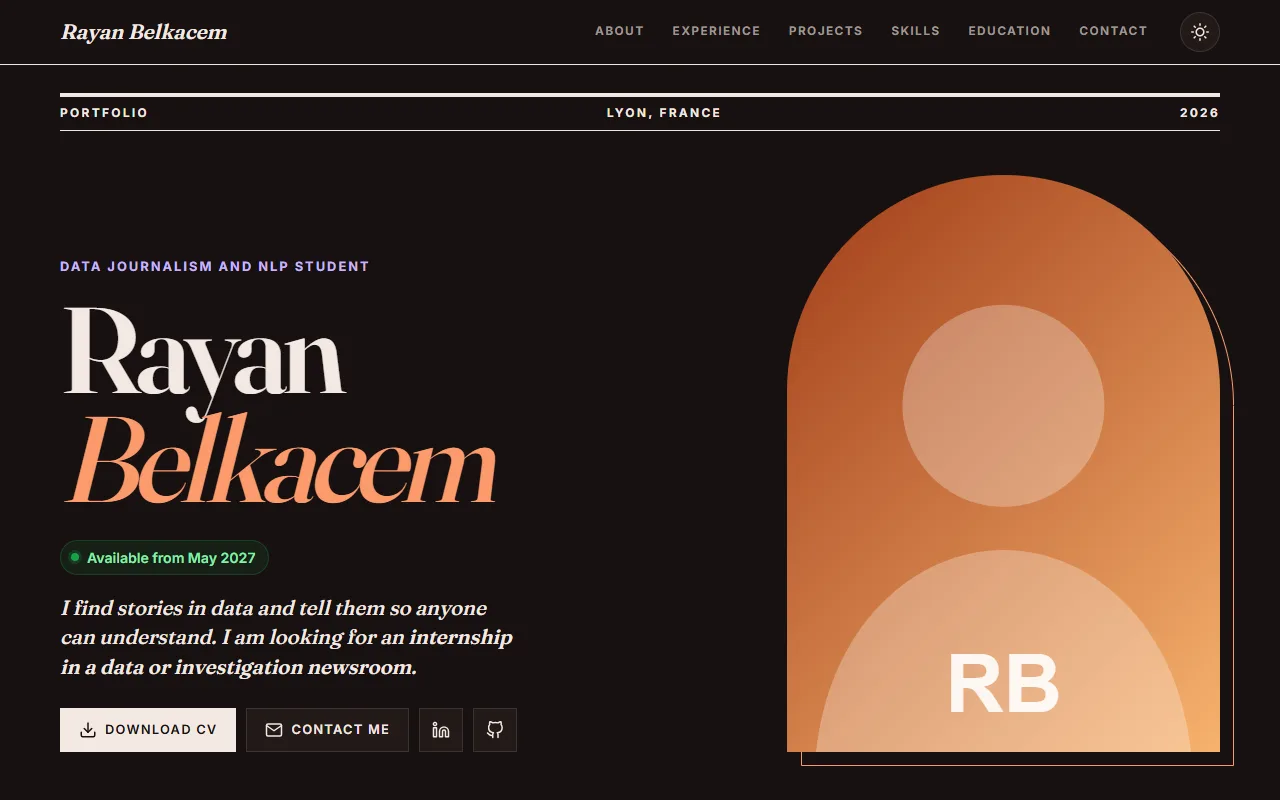 Rayan Belkacem
ABOUT EXPERIENCE PROJECTS SKILLS EDUCATION CONTACT
PORTFOLIO LYON, FRANCE 2026
DATA JOURNALISM AND NLP STUDENT
Rayan
Belkacem
Available from May 2027
I find stories in data and tell them so anyone
can understand. I am looking for an internship
in a data or investigation newsroom.
DOWNLOAD CV CONTACT ME
RB